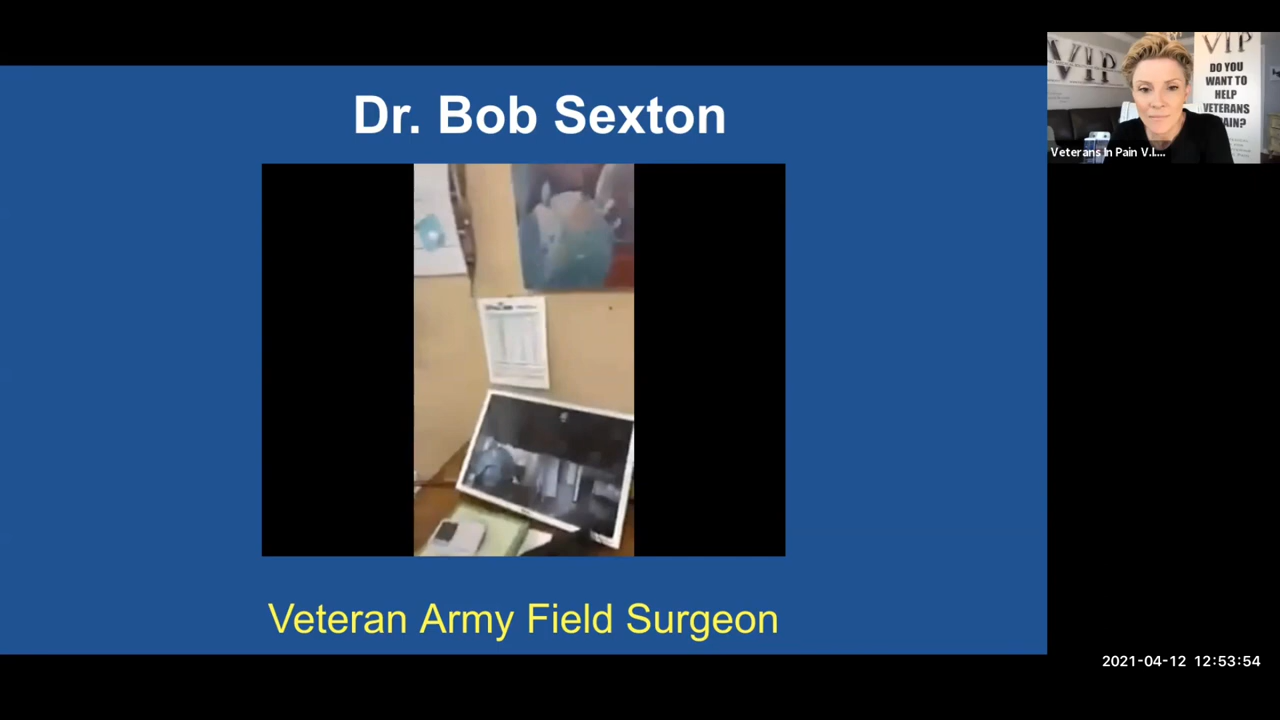 Dr. Bob Sexton
VIP
VIP
DO YOU
WANT TO
HELP
VETERANS
Veterans In Pain V.I....
Veteran Army Field Surgeon
2021-04-12 12:53:54